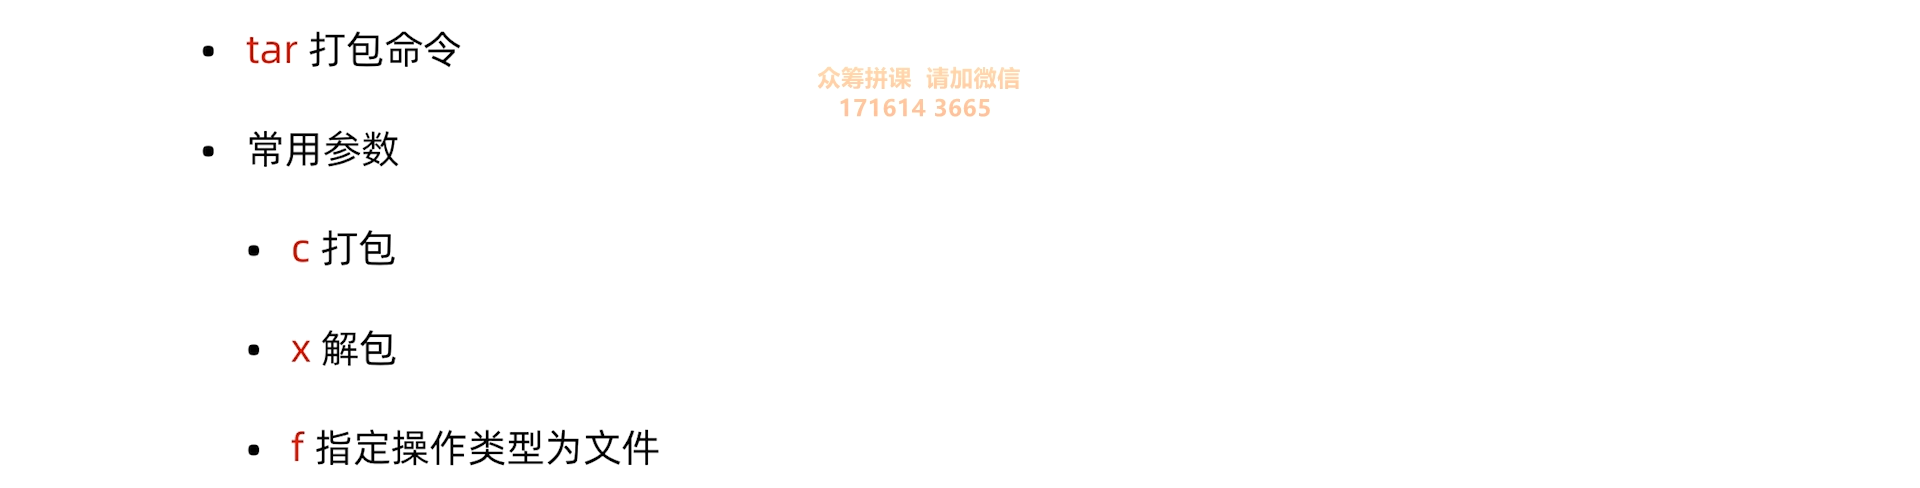 • tar 打包命令
众筹拼课 请加微信
171614 3665
• 常用参数
• c 打包
• x 解包
• f 指定操作类型为文件